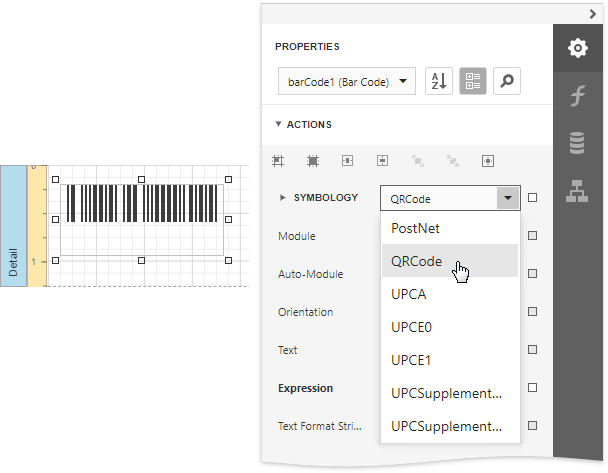 PROPERTIES
barCode1 (Bar Code)
A
Z
ACTIONS
SYMBOLOGY
QRCode
Module
Auto-Module
Orientation
Text
Expression
Text Format Stri...
PostNet
QRCode
UPCA
UPCE0
UPCE1
UPCSupplement...
UPCSupplement...
Detail
0
1